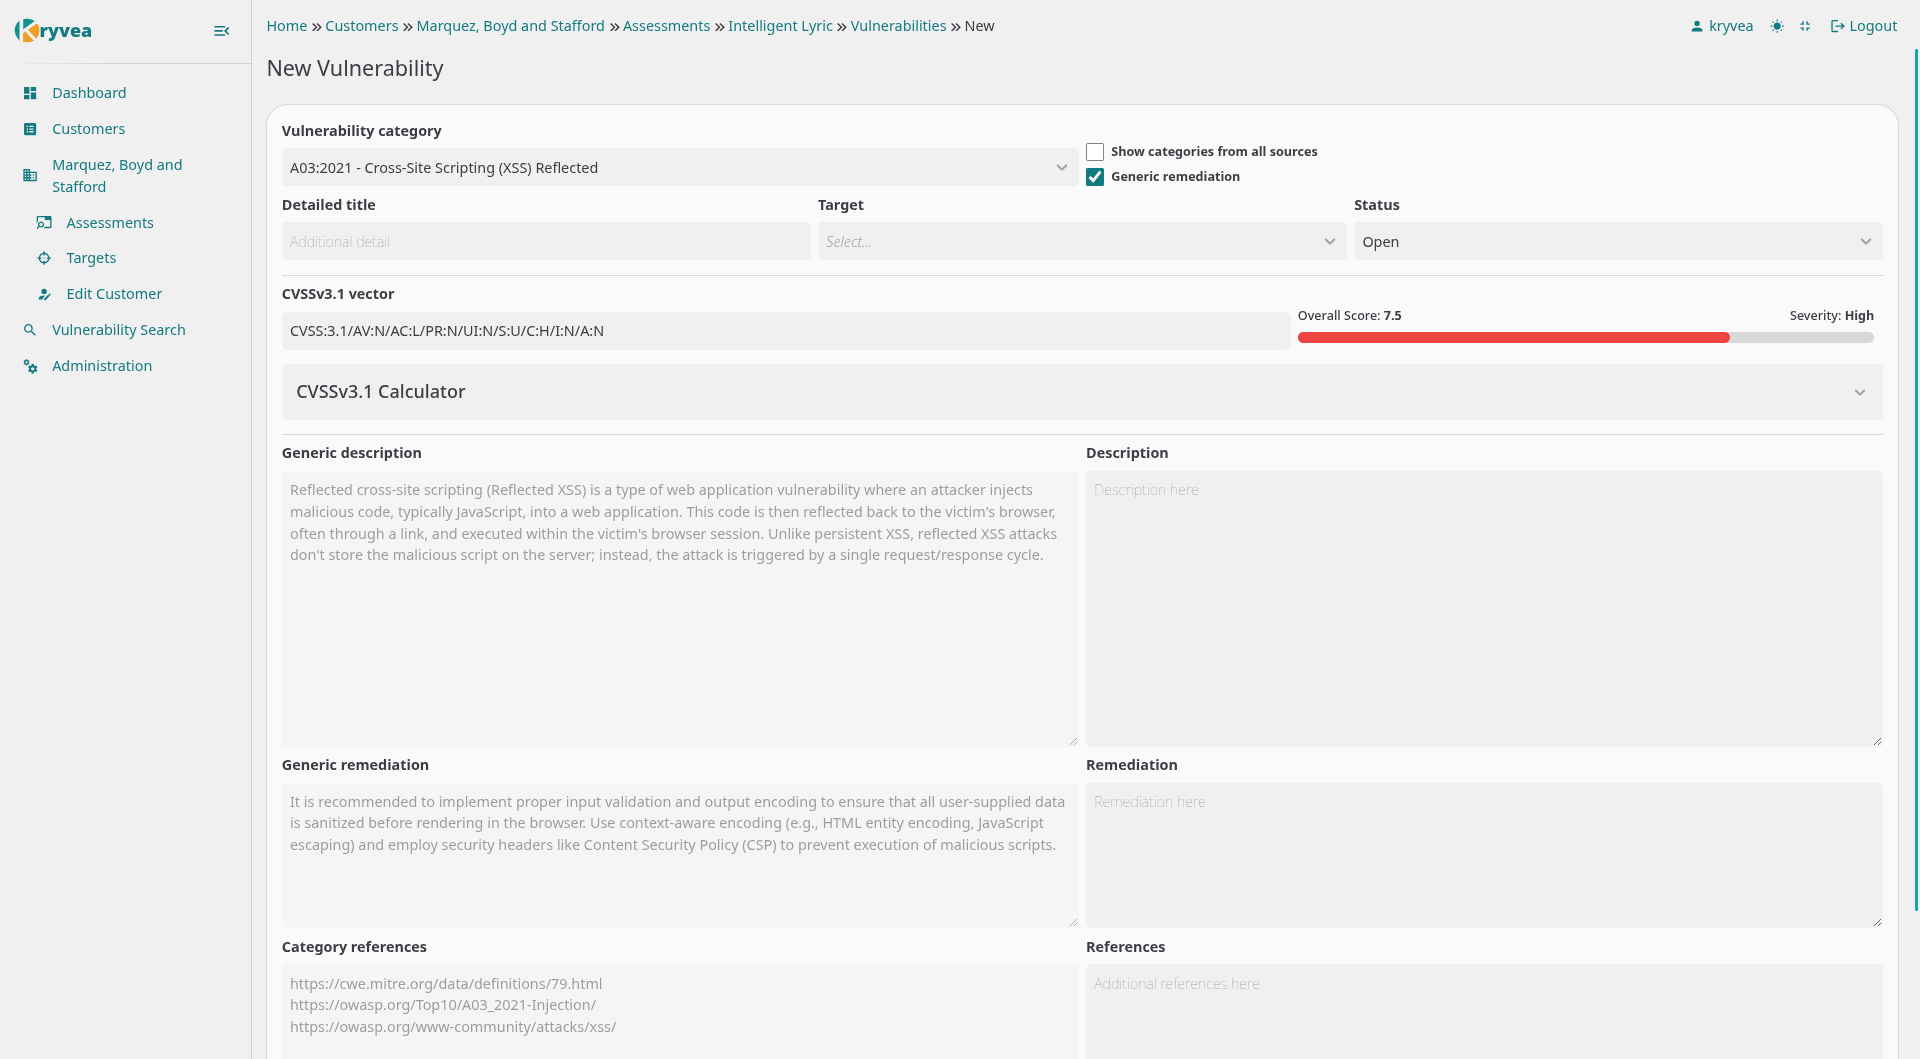 Kryvea
Home » Customers » Marquez, Boyd and Stafford » Assessments » Intelligent Lyric » Vulnerabilities » New
kryvea
Logout
New Vulnerability
Dashboard
Customers
Marquez, Boyd and
Stafford
Assessments
Targets
Edit Customer
Vulnerability Search
Administration
Vulnerability category
A03:2021 - Cross-Site Scripting (XSS) Reflected
Show categories from all sources
Generic remediation
Detailed title
Additional detail
Target
Select...
Status
Open
CVSSv3.1 vector
CVSS:3.1/AV:N/AC:L/PR:N/UI:N/S:U/C:H/I:N/A:N
Overall Score: 7.5
Severity: High
CVSSv3.1 Calculator
Generic description
Reflected cross-site scripting (Reflected XSS) is a type of web application vulnerability where an attacker injects
malicious code, typically JavaScript, into a web application. This code is then reflected back to the victim's browser,
often through a link, and executed within the victim's browser session. Unlike persistent XSS, reflected XSS attacks
don't store the malicious script on the server; instead, the attack is triggered by a single request/response cycle.
Description
Description here
Generic remediation
It is recommended to implement proper input validation and output encoding to ensure that all user-supplied data
is sanitized before rendering in the browser. Use context-aware encoding (e.g., HTML entity encoding, JavaScript
escaping) and employ security headers like Content Security Policy (CSP) to prevent execution of malicious scripts.
Remediation
Remediation here
Category references
https://cwe.mitre.org/data/definitions/79.html
https://owasp.org/Top10/A03_2021-Injection/
https://owasp.org/www-community/attacks/xss/
References
Additional references here